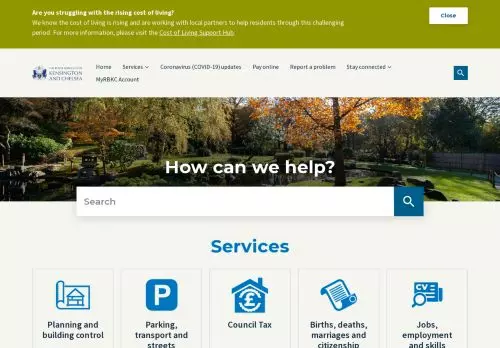 Are you struggling with the rising cost of living?
We know the cost of living is rising and are working with local partners to help residents through this challenging
period. For more information, please visit the Cost of Living Support Hub.
Close
KENSINGTON
AND CHELSEA
Home
Services
Coronavirus (COVID-19) updates
Pay online
Report a problem
Stay connected
MyRBKC Account
How can we help?
Search
Services
Planning and
building control
P
Parking,
transport and
streets
Council Tax
Births, deaths,
marriages and
citizenship
CV
Jobs,
employment
and skills